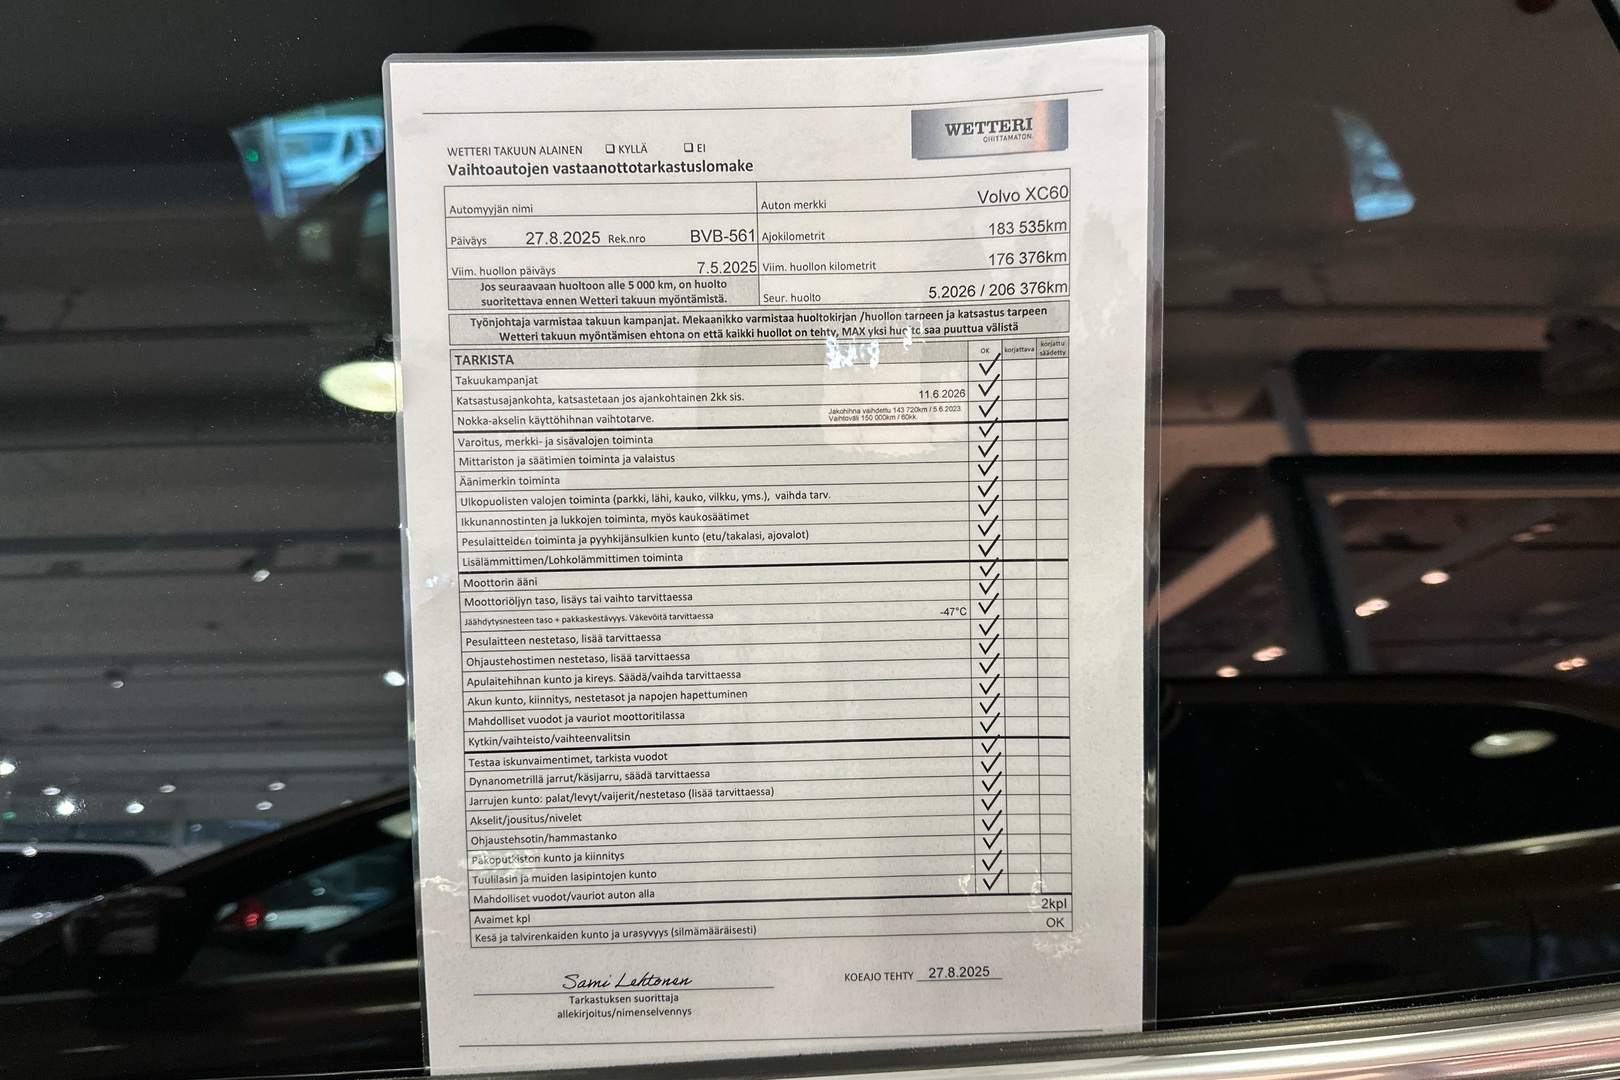 WETTERI
OHITTAMATON.
WETTERI TAKUUN ALAINEN ❑ KYLLÄ ❑ EI
Vaihtoautojen vastaanottotarkastuslomake
Automyyjän nimi Auton merkki Volvo XC60
Päiväys 27.8.2025 Rek.nro BVB-561 Ajokilometrit 183 535km
Viim. huollon päiväys 7.5.2025 Viim. huollon kilometrit 176 376km
Jos seuraavaan huoltoon alle 5 000 km, on huolto
suoritettava ennen Wetteri takuun myöntämistä.
Seur. huolto 5.2026 / 206 376km
Työnjohtaja varmistaa takuun kampanjat. Mekaanikko varmistaa huoltokirjan /huollon tarpeen ja katsastus tarpeen
Wetteri takuun myöntämisen ehtona on että kaikki huollot on tehty, MAX yksi huolto saa puuttua välistä
TARKISTA OK korjattava korjattu
säädetty
Takuukampanjat ✓
Katsastusajankohta, katsastetaan jos ajankohtainen 2kk sis. 11.6.2026 ✓
Nokka-akselin käyttöhihnan vaihtotarve. Jakohihna vaihdettu 143 720km / 5.6.2023. ✓
Vaihtoväli 150 000km / 60kk.
Varoitus, merkki- ja sisävalojen toiminta ✓
Mittariston ja säätimien toiminta ja valaistus ✓
Äänimerkin toiminta ✓
Ulkopuolisten valojen toiminta (parkki, lähi, kauko, vilkku, yms.), vaihda tarv. ✓
Ikkunannostinten ja lukkojen toiminta, myös kaukosäätimet ✓
Pesulaitteiden toiminta ja pyyhkijänsulkien kunto (etu/takalasi, ajovalot) ✓
Lisälämmittimen/Lohkolämmittimen toiminta ✓
Moottorin ääni ✓
Moottoriöljyn taso, lisäys tai vaihto tarvittaessa ✓
Jäähdytysnesteen taso + pakkaskestävyys. Väkevöitä tarvittaessa -47°C ✓
Pesulaitteen nestetaso, lisää tarvittaessa ✓
Ohjaustehostimen nestetaso, lisää tarvittaessa ✓
Apulaitehihnan kunto ja kireys. Säädä/vaihda tarvittaessa ✓
Akun kunto, kiinnitys, nestetasot ja napojen hapettuminen ✓
Mahdolliset vuodot ja vauriot moottoritilassa ✓
Kytkin/vaihteisto/vaihteenvalitsin ✓
Testaa iskunvaimentimet, tarkista vuodot ✓
Dynanometrillä jarrut/käsijarru, säädä tarvittaessa ✓
Jarrujen kunto: palat/levyt/vaijerit/nestetaso (lisää tarvittaessa) ✓
Akselit/jousitus/nivelet ✓
Ohjaustehsotin/hammastanko ✓
Pakoputkiston kunto ja kiinnitys ✓
Tuulilasin ja muiden lasipintojen kunto ✓
Mahdolliset vuodot/vauriot auton alla ✓
Avaimet kpl 2kpl
Kesä ja talvirenkaiden kunto ja urasyvyys (silmämääräisesti) OK
Sami Lehtonen KOEAJO TEHTY 27.8.2025
Tarkastuksen suorittaja
allekirjoitus/nimenselvennys